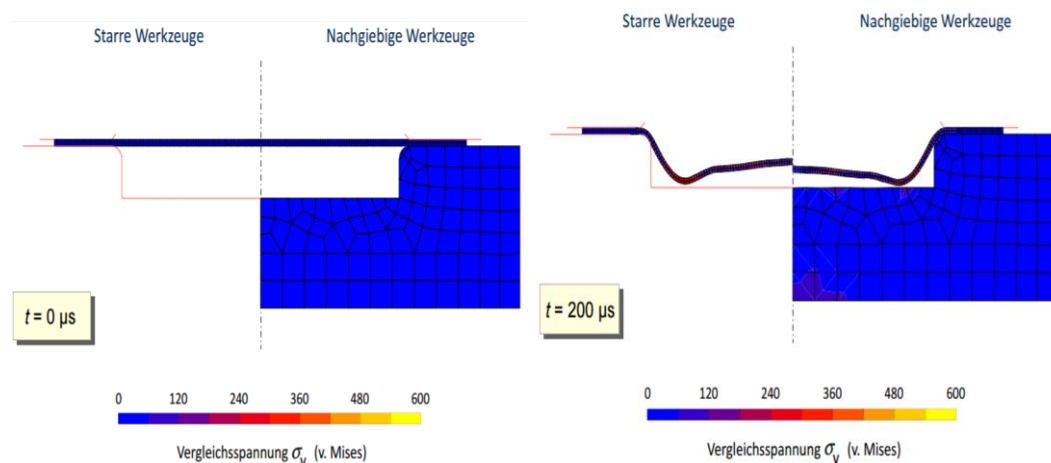 Starre Werkzeuge
Nachgiebige Werkzeuge
t = 0 µs
0 120 240 360 480 600
Vergleichsspannung σv (v. Mises)
Starre Werkzeuge
Nachgiebige Werkzeuge
t = 200 µs
0 120 240 360 480 600
Vergleichsspannung σv (v. Mises)